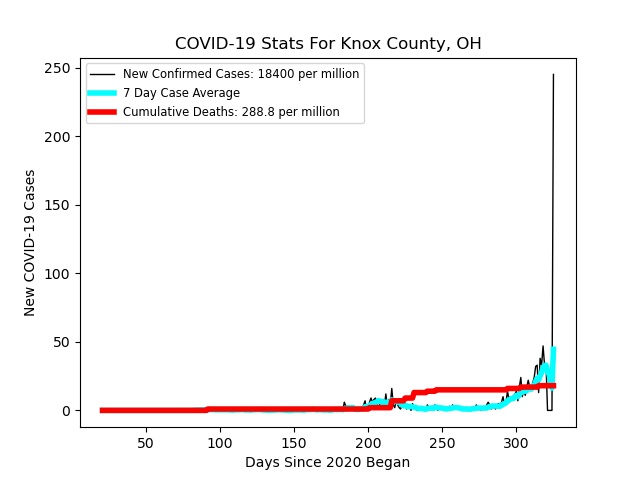 COVID-19 Stats For Knox County, OH
New Confirmed Cases: 18400 per million
7 Day Case Average
Cumulative Deaths: 288.8 per million
New COVID-19 Cases
250
200
150
100
50
0
50
100
150
200
250
300
Days Since 2020 Began